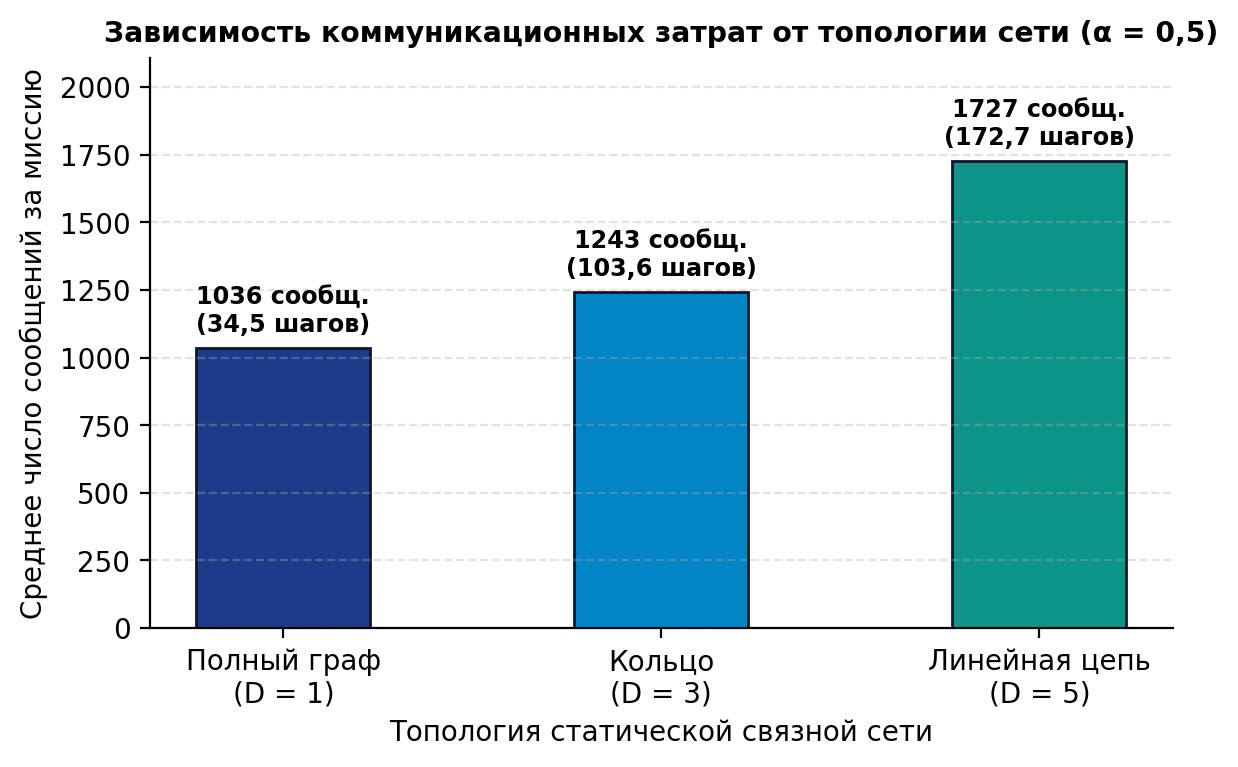 Зависимость коммуникационных затрат от топологии сети (α = 0,5)
Среднее число сообщений за миссию
2000
1750
1500
1250
1000
750
500
250
0
1036 сообщ.
(34,5 шагов)
1243 сообщ.
(103,6 шагов)
1727 сообщ.
(172,7 шагов)
Полный граф
(D = 1)
Кольцо
(D = 3)
Линейная цепь
(D = 5)
Топология статической связной сети